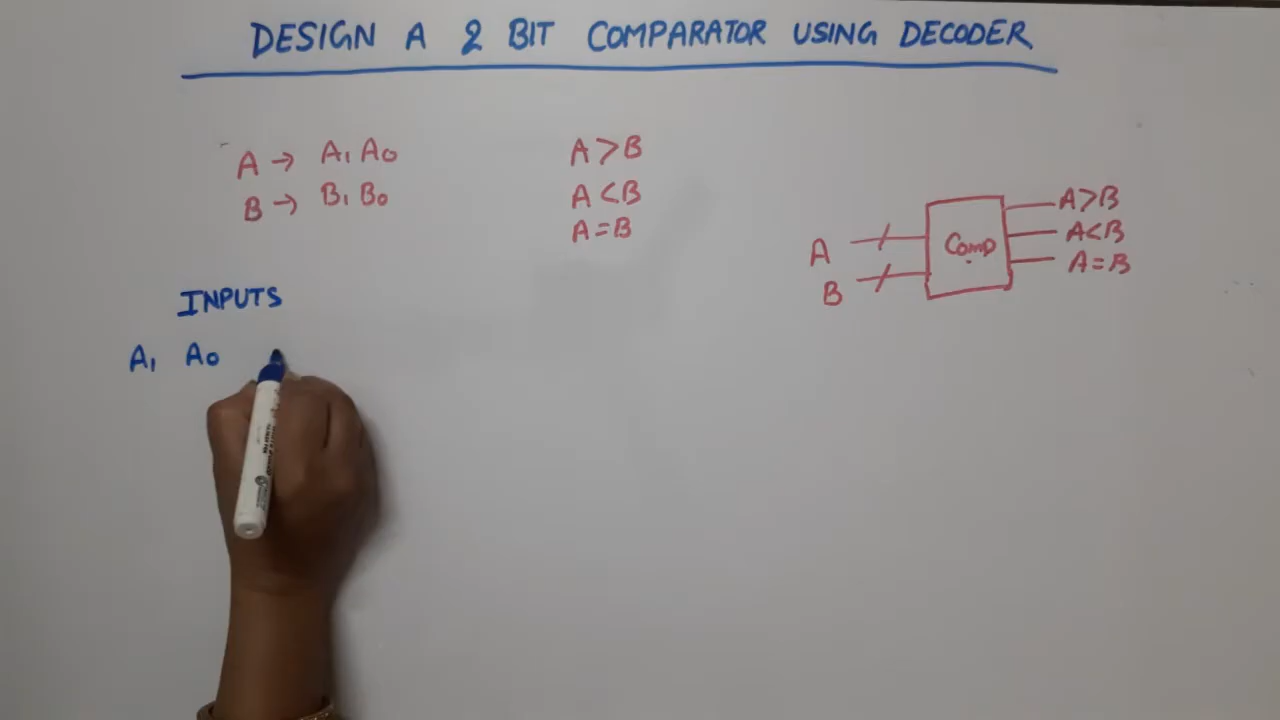 DESIGN A 2 BIT COMPARATOR USING DECODER
A → A1 A0
B → B1 B0
A>B
A<B
A=B
A
B
Comp
A>B
A<B
A=B
INPUTS
A1 A0